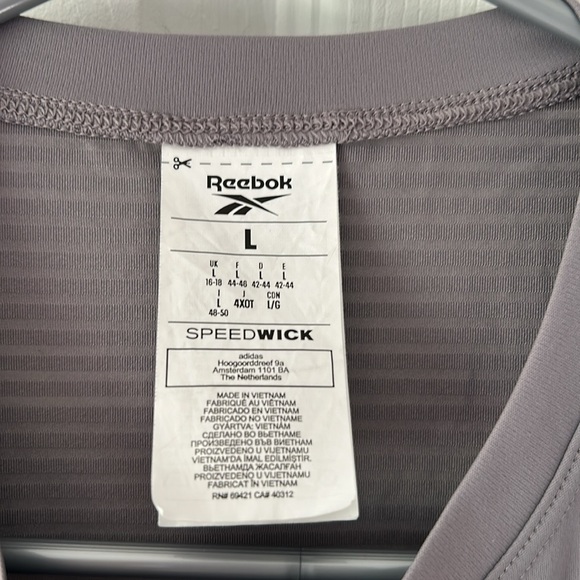 Reebok
L
UK F D E
L L L L
16-18 44-46 42-44 42-44
I J CDN
L 4XOT L/G
48-50
SPEEDWICK
adidas
Hoogoorddreef 9a
Amsterdam 1101 BA
The Netherlands
MADE IN VIETNAM
FABRIQUÉ AU VIÊTNAM
FABRICADO EN VIETNAM
FABRICADO NO VIETNAM
GYÁRTVA: VIETNÁM
СДЕЛАНО ВО ВЬЕТНАМЕ
ПРОИЗВЕДЕНО ВЪВ ВИЕТНАМ
PROIZVEDENO U VIJETNAMU
VIETNAM'DA İMAL EDİLMİŞTİR.
ВЬЕТНАМДА ЖАСАЛҒАН
PROIZVEDENO U VIJETNAMU
FABRICAT ÎN VIETNAM
RN# 69421 CA# 40312